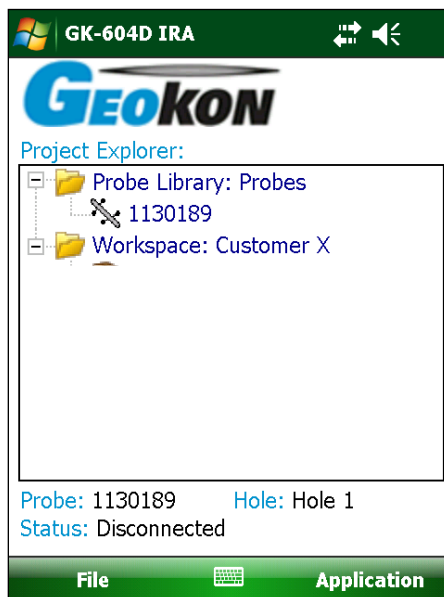 GK-604D IRA
GEOKON
Project Explorer:
Probe Library: Probes
1130189
Workspace: Customer X
Probe: 1130189 Hole: Hole 1
Status: Disconnected
File Application